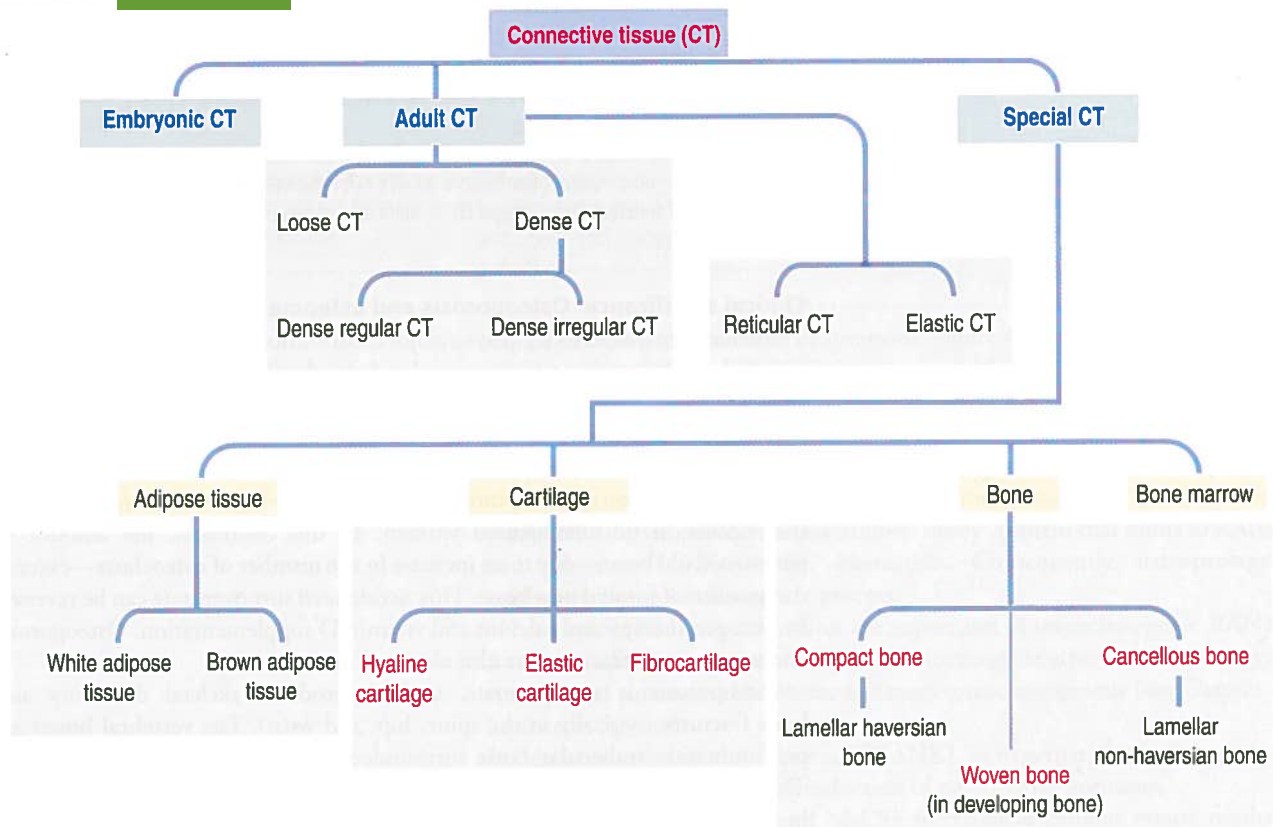 Connective tissue (CT)
Embryonic CT
Adult CT
Special CT
Loose CT
Dense CT
Dense regular CT
Dense irregular CT
Reticular CT
Elastic CT
Adipose tissue
Cartilage
Bone
Bone marrow
White adipose
tissue
Brown adipose
tissue
Hyaline
cartilage
Elastic
cartilage
Fibrocartilage
Compact bone
Cancellous bone
Lamellar haversian
bone
Woven bone
(in developing bone)
Lamellar
non-haversian bone